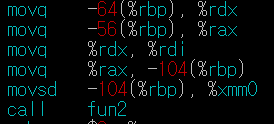 movq -64(%rbp), %rdx
movq -56(%rbp), %rax
movq %rdx, %rdi
movq %rax, -104(%rbp)
movsd -104(%rbp), %xmm0
call fun2